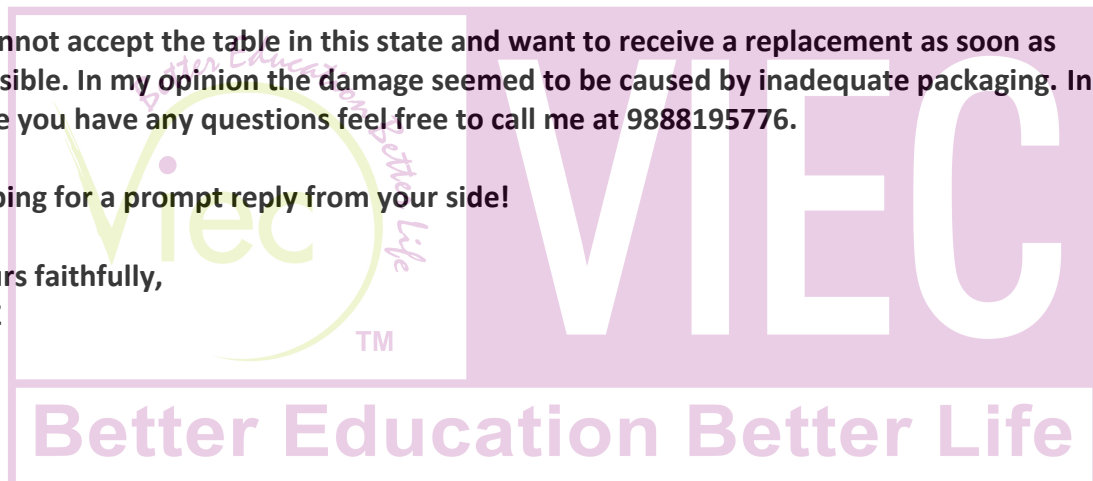 nnot accept the table in this state and want to receive a replacement as soon as
sible. In my opinion the damage seemed to be caused by inadequate packaging. In
e you have any questions feel free to call me at 9888195776.
ping for a prompt reply from your side!
urs faithfully,
Better Education Better Life
Viec
TM
VIEC
Better Education Better Life